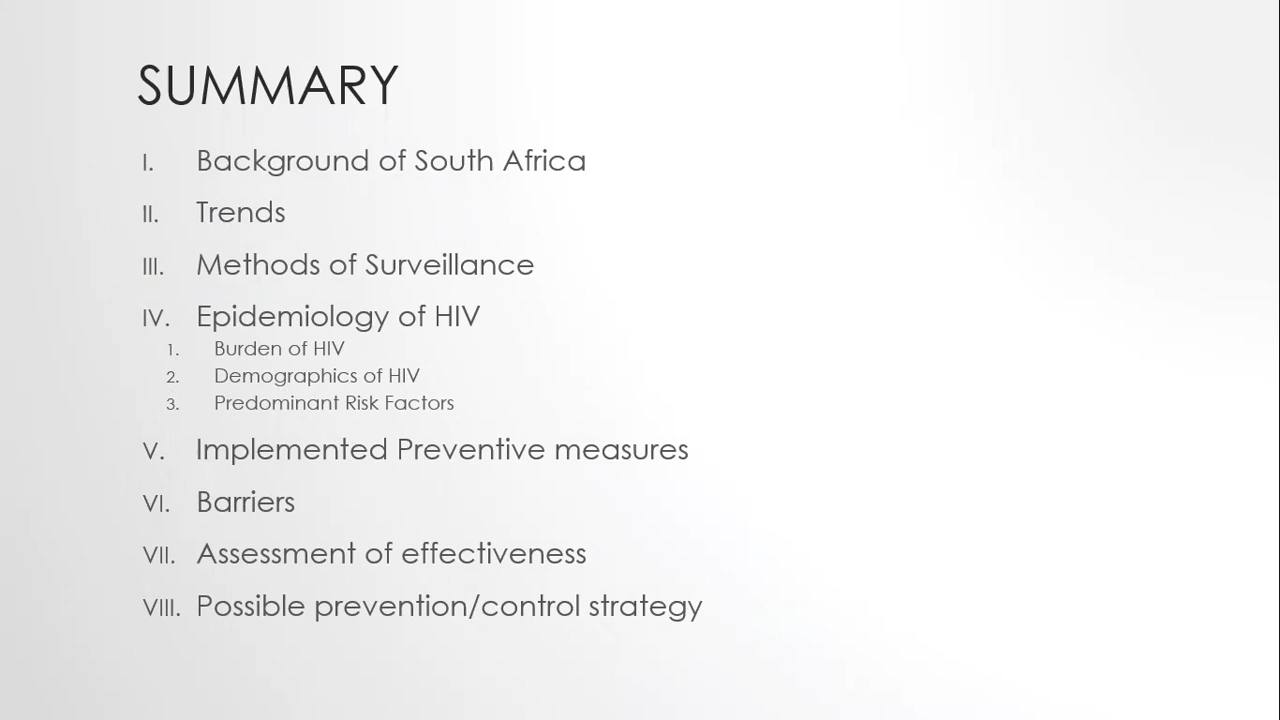 SUMMARY
I. Background of South Africa
II. Trends
III. Methods of Surveillance
IV. Epidemiology of HIV
1. Burden of HIV
2. Demographics of HIV
3. Predominant Risk Factors
V. Implemented Preventive measures
VI. Barriers
VII. Assessment of effectiveness
VIII. Possible prevention/control strategy